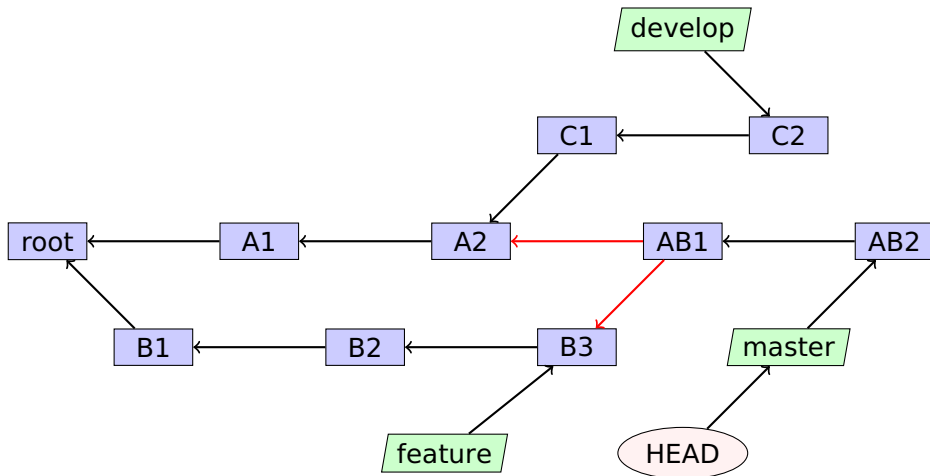 develop
C1
C2
root
A1
A2
AB1
AB2
B1
B2
B3
master
feature
HEAD